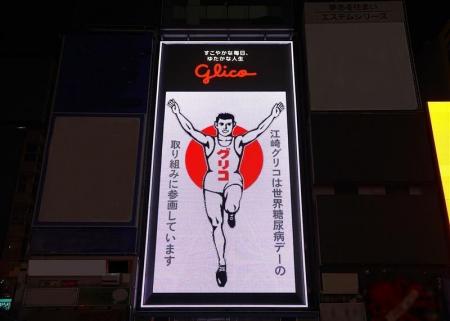 すこやかな毎日、
ゆたかな人生
glico
江崎グリコは世界糖尿病デーの
取り組みに参画しています
グリコ
エステムシリーズ